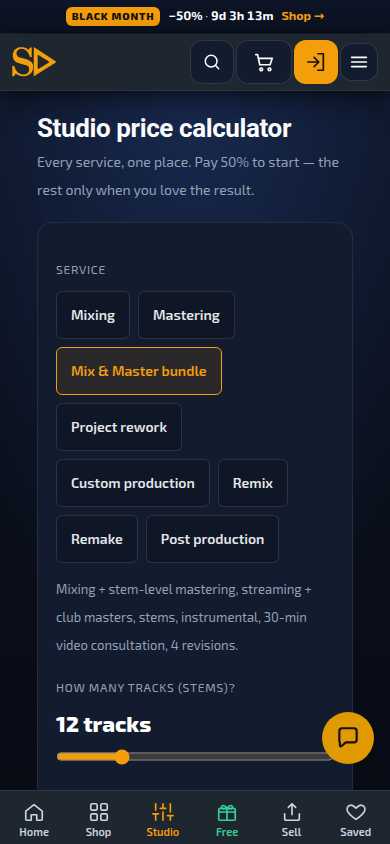 BLACK MONTH −50% · 9d 3h 13m Shop →
S
Studio price calculator
Every service, one place. Pay 50% to start — the
rest only when you love the result.
SERVICE
Mixing Mastering
Mix & Master bundle
Project rework
Custom production Remix
Remake Post production
Mixing + stem-level mastering, streaming +
club masters, stems, instrumental, 30-min
video consultation, 4 revisions.
HOW MANY TRACKS (STEMS)?
12 tracks
Home Shop Studio Free Sell Saved